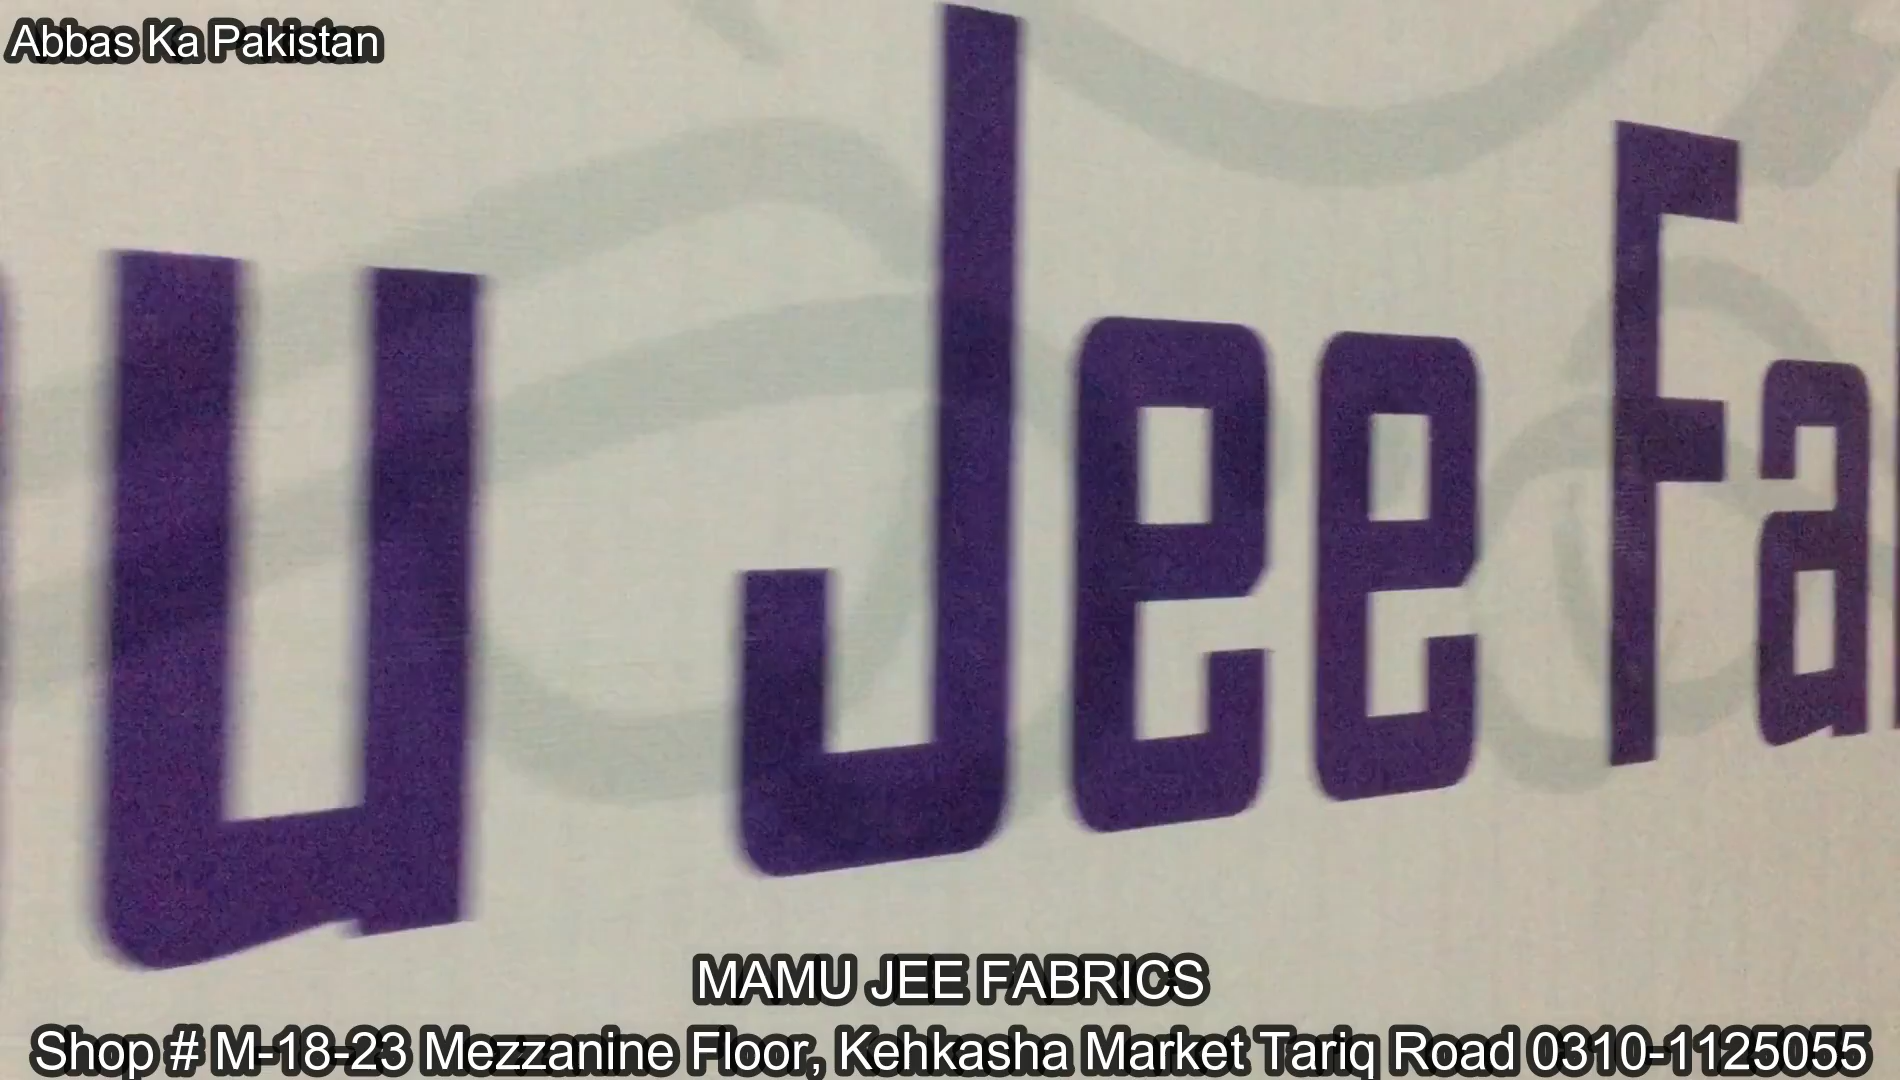 Abbas Ka Pakistan
u Jee Fa
MAMU JEE FABRICS
Shop # M-18-23 Mezzanine Floor, Kehkasha Market Tariq Road 0310-1125055